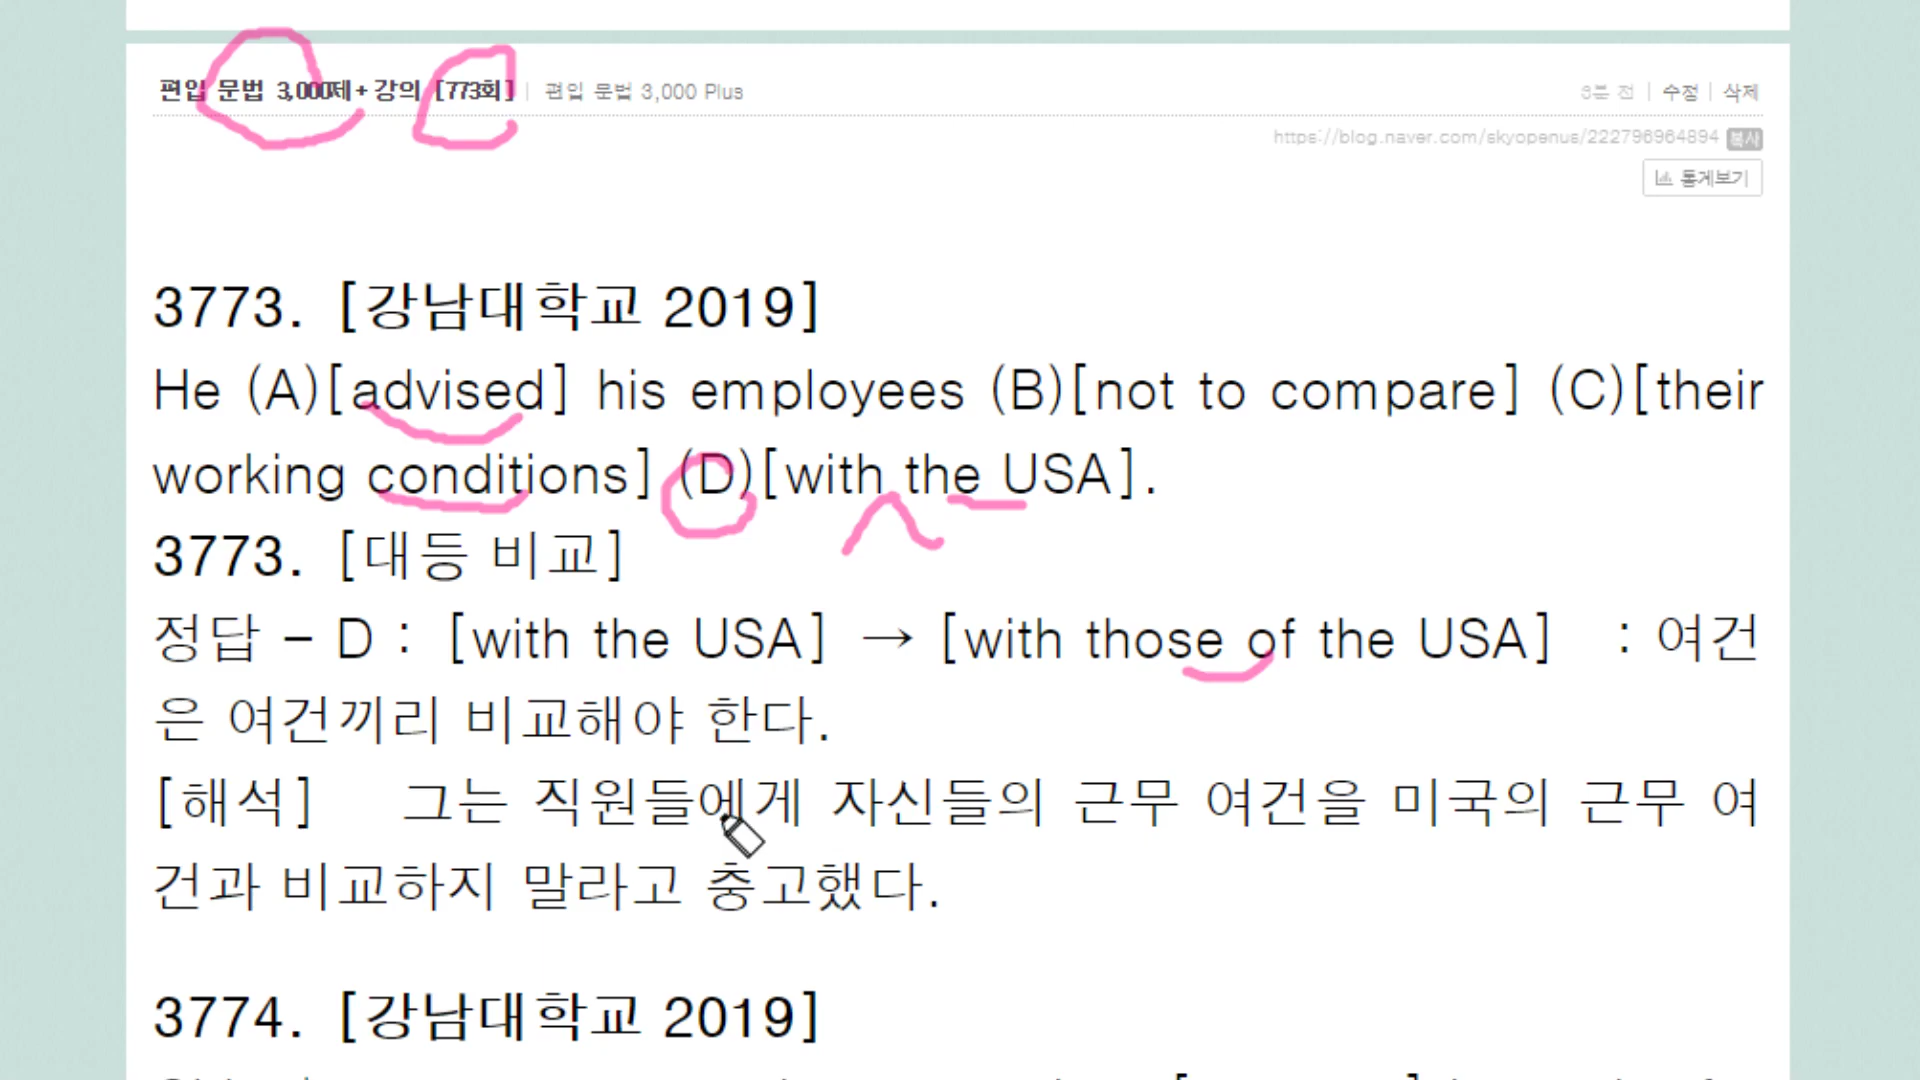 편입 문법 3,000제+ 강의 [773회] | 편입 문법 3,000 Plus
3분 전 | 수정 | 삭제
https://blog.naver.com/skyopenus/222796964894 복사
통계보기
3773. [강남대학교 2019]
He (A)[advised] his employees (B)[not to compare] (C)[their
working conditions] (D)[with the USA].
3773. [대등 비교]
정답 – D : [with the USA] → [with those of the USA] : 여건
은 여건끼리 비교해야 한다.
[해석] 그는 직원들에게 자신들의 근무 여건을 미국의 근무 여
건과 비교하지 말라고 충고했다.
3774. [강남대학교 2019]